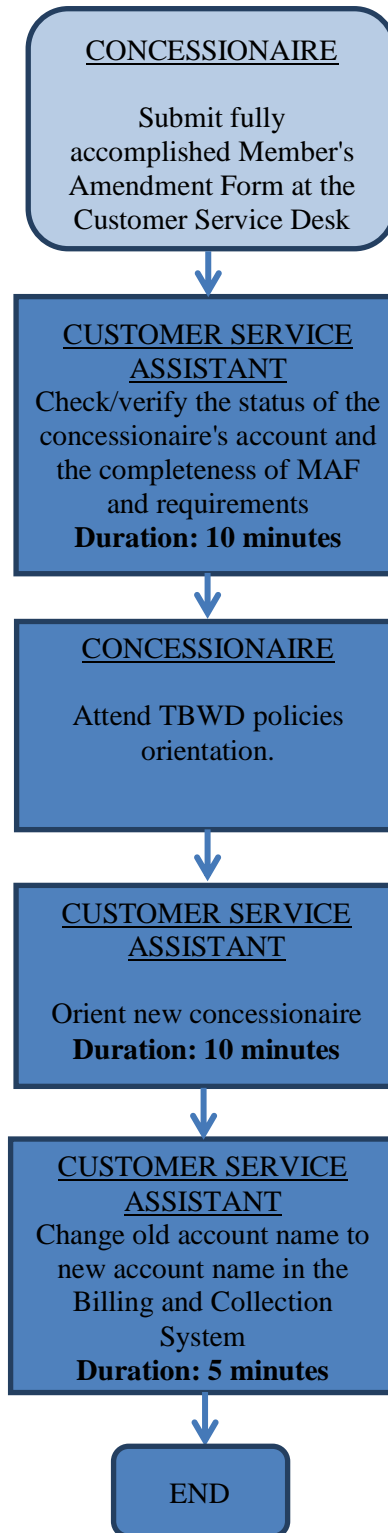 CONCESSIONAIRE
Submit fully
accomplished Member's
Amendment Form at the
Customer Service Desk
CUSTOMER SERVICE
ASSISTANT
Check/verify the status of the
concessionaire's account and
the completeness of MAF
and requirements
Duration: 10 minutes
CONCESSIONAIRE
Attend TBWD policies
orientation.
CUSTOMER SERVICE
ASSISTANT
Orient new concessionaire
Duration: 10 minutes
CUSTOMER SERVICE
ASSISTANT
Change old account name to
new account name in the
Billing and Collection
System
Duration: 5 minutes
END